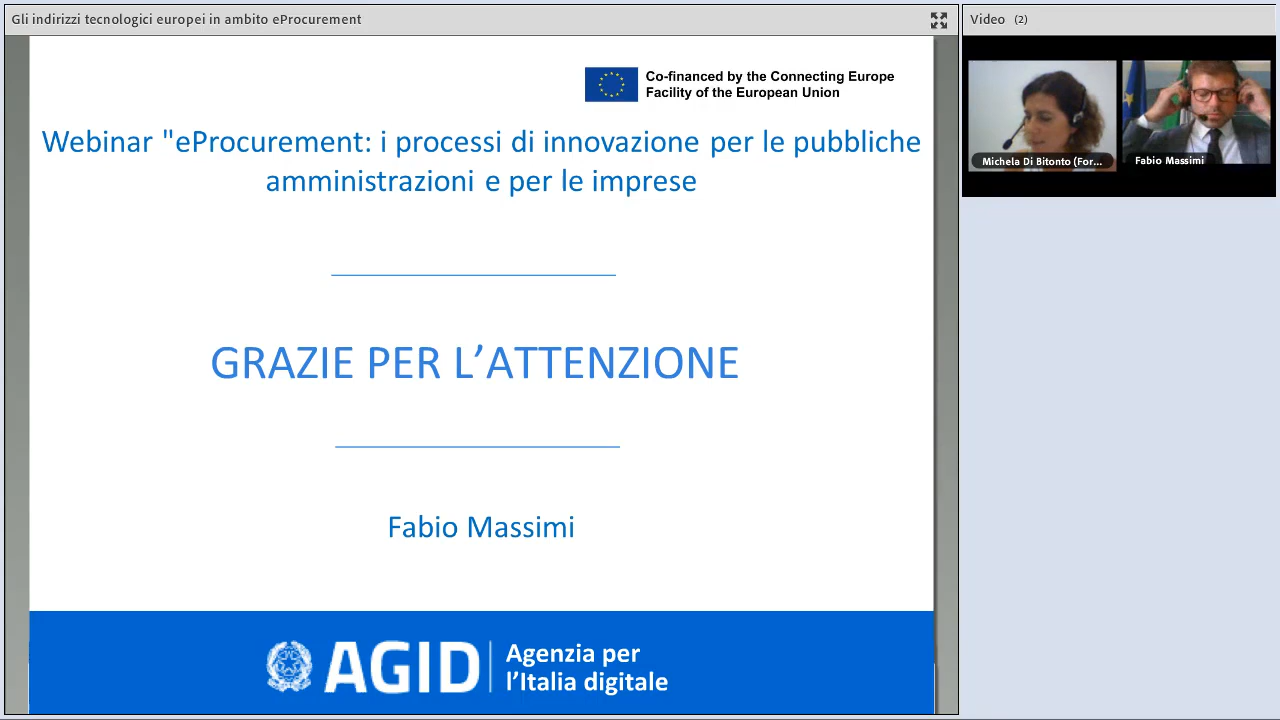 Gli indirizzi tecnologici europei in ambito eProcurement
Video (2)
Co-financed by the Connecting Europe
Facility of the European Union
Webinar "eProcurement: i processi di innovazione per le pubbliche
amministrazioni e per le imprese
Michela Di Bitonto (For...
Fabio Massimi
GRAZIE PER L’ATTENZIONE
Fabio Massimi
AGID
Agenzia per
l’Italia digitale